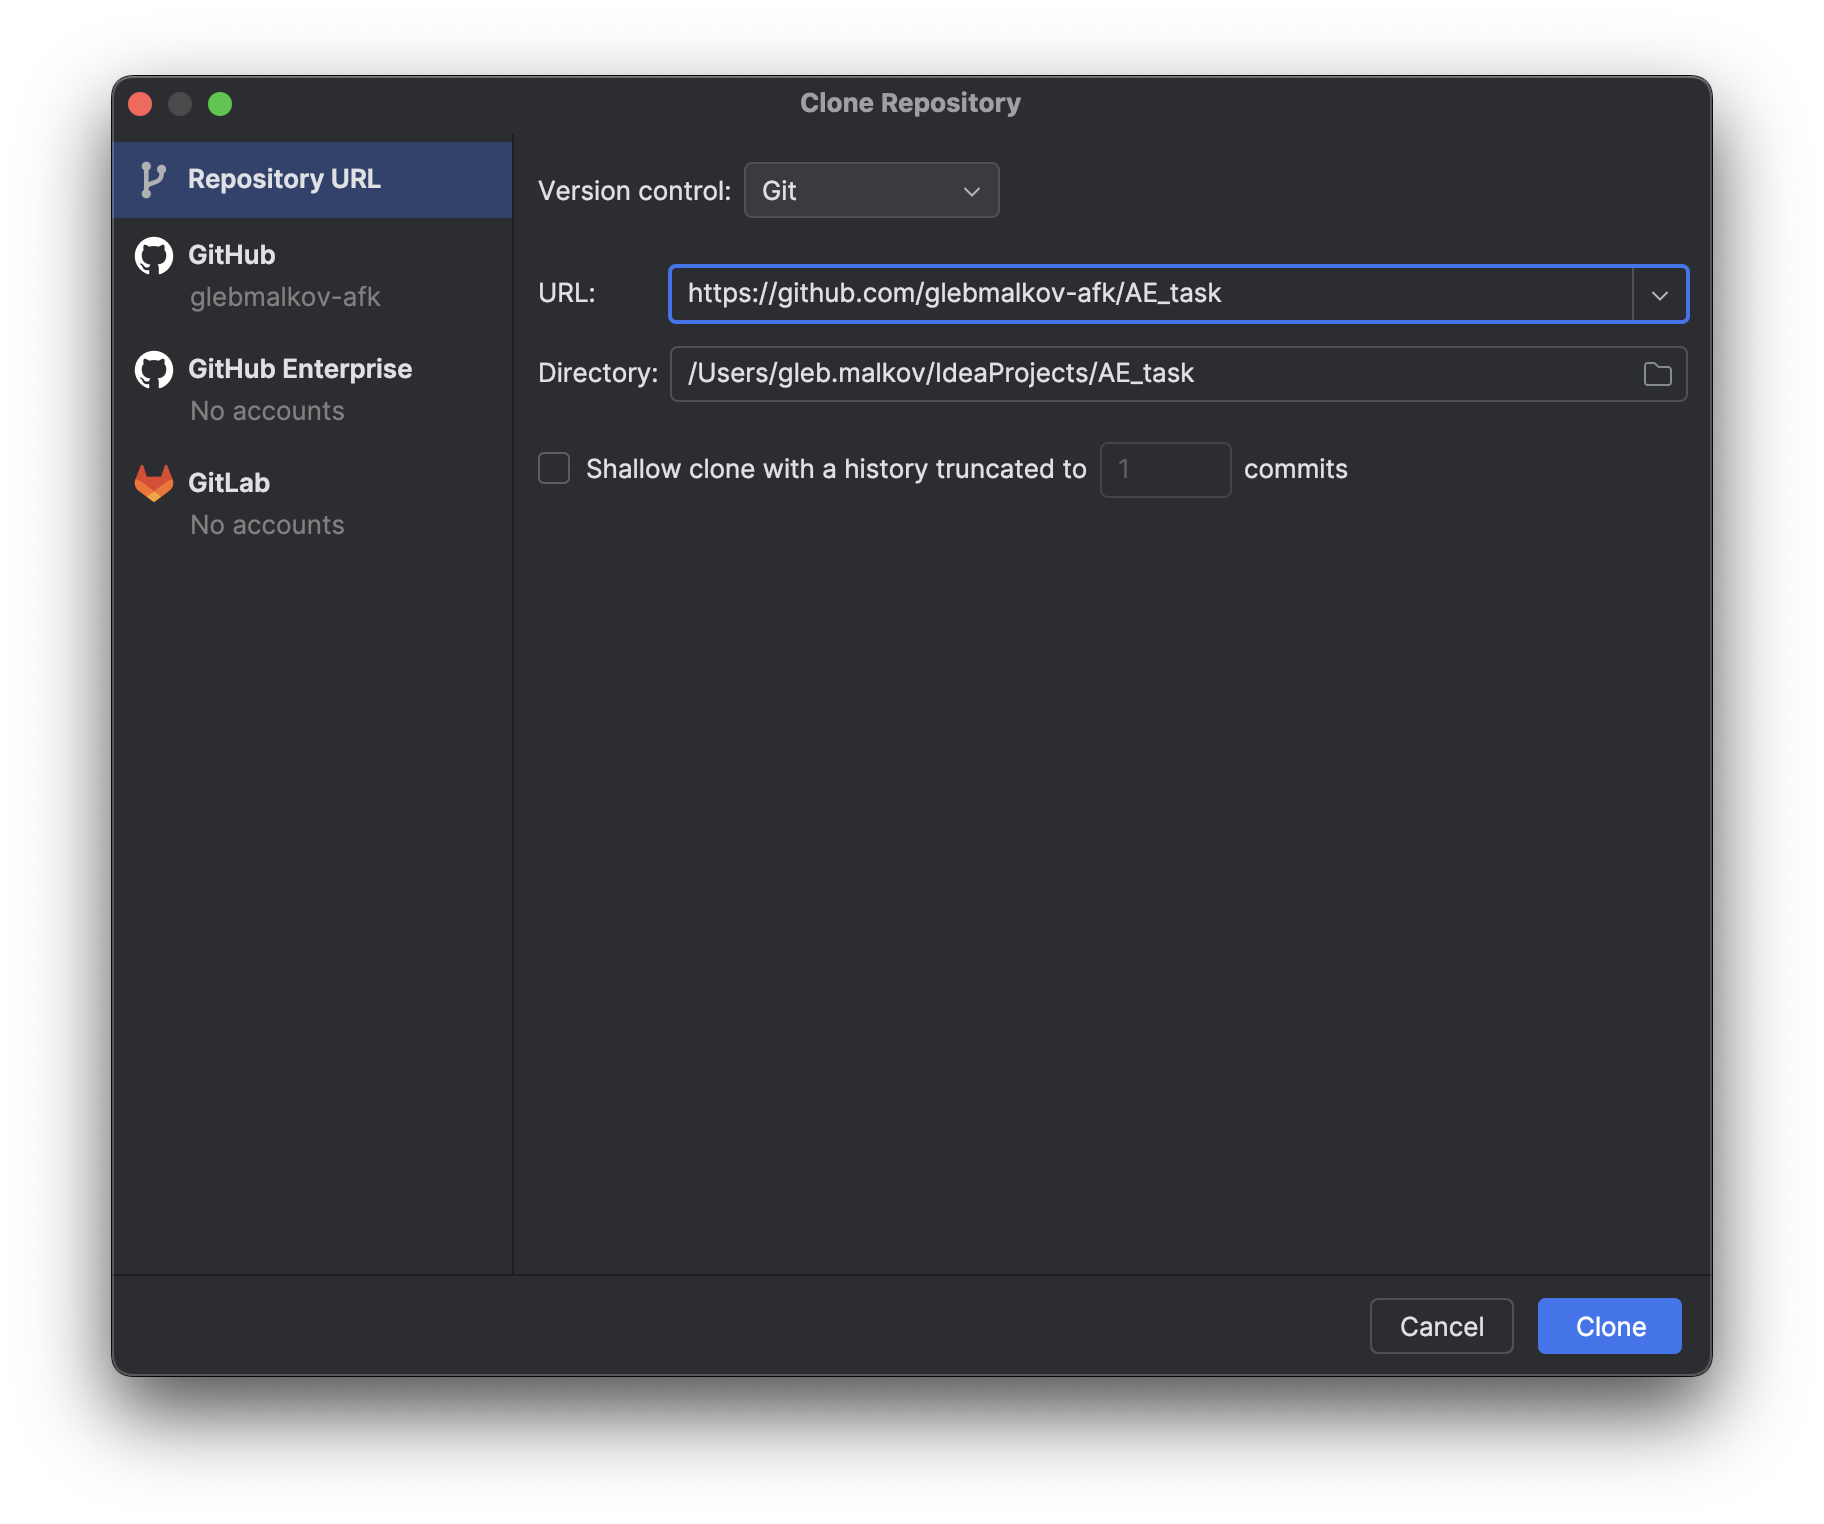 Clone Repository
Repository URL
GitHub
glebmalkov-afk
GitHub Enterprise
No accounts
GitLab
No accounts
Version control: Git
URL: https://github.com/glebmalkov-afk/AE_task
Directory: /Users/gleb.malkov/IdeaProjects/AE_task
Shallow clone with a history truncated to 1 commits
Cancel Clone